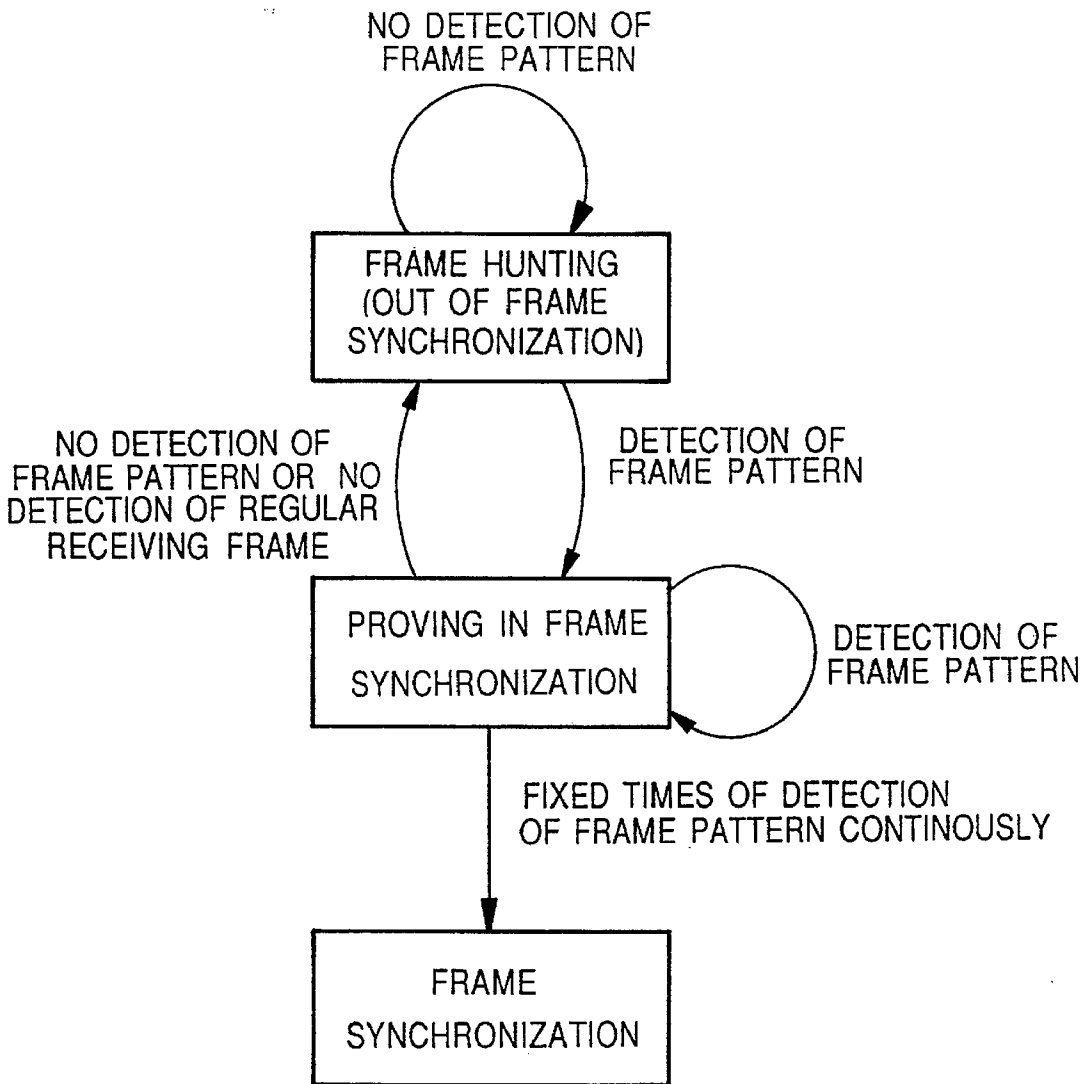 NO DETECTION OF
FRAME PATTERN
FRAME HUNTING
(OUT OF FRAME
SYNCHRONIZATION)
NO DETECTION OF
FRAME PATTERN OR NO
DETECTION OF REGULAR
RECEIVING FRAME
DETECTION OF
FRAME PATTERN
PROVING IN FRAME
SYNCHRONIZATION
DETECTION OF
FRAME PATTERN
FIXED TIMES OF DETECTION
OF FRAME PATTERN CONTINOUSLY
FRAME
SYNCHRONIZATION